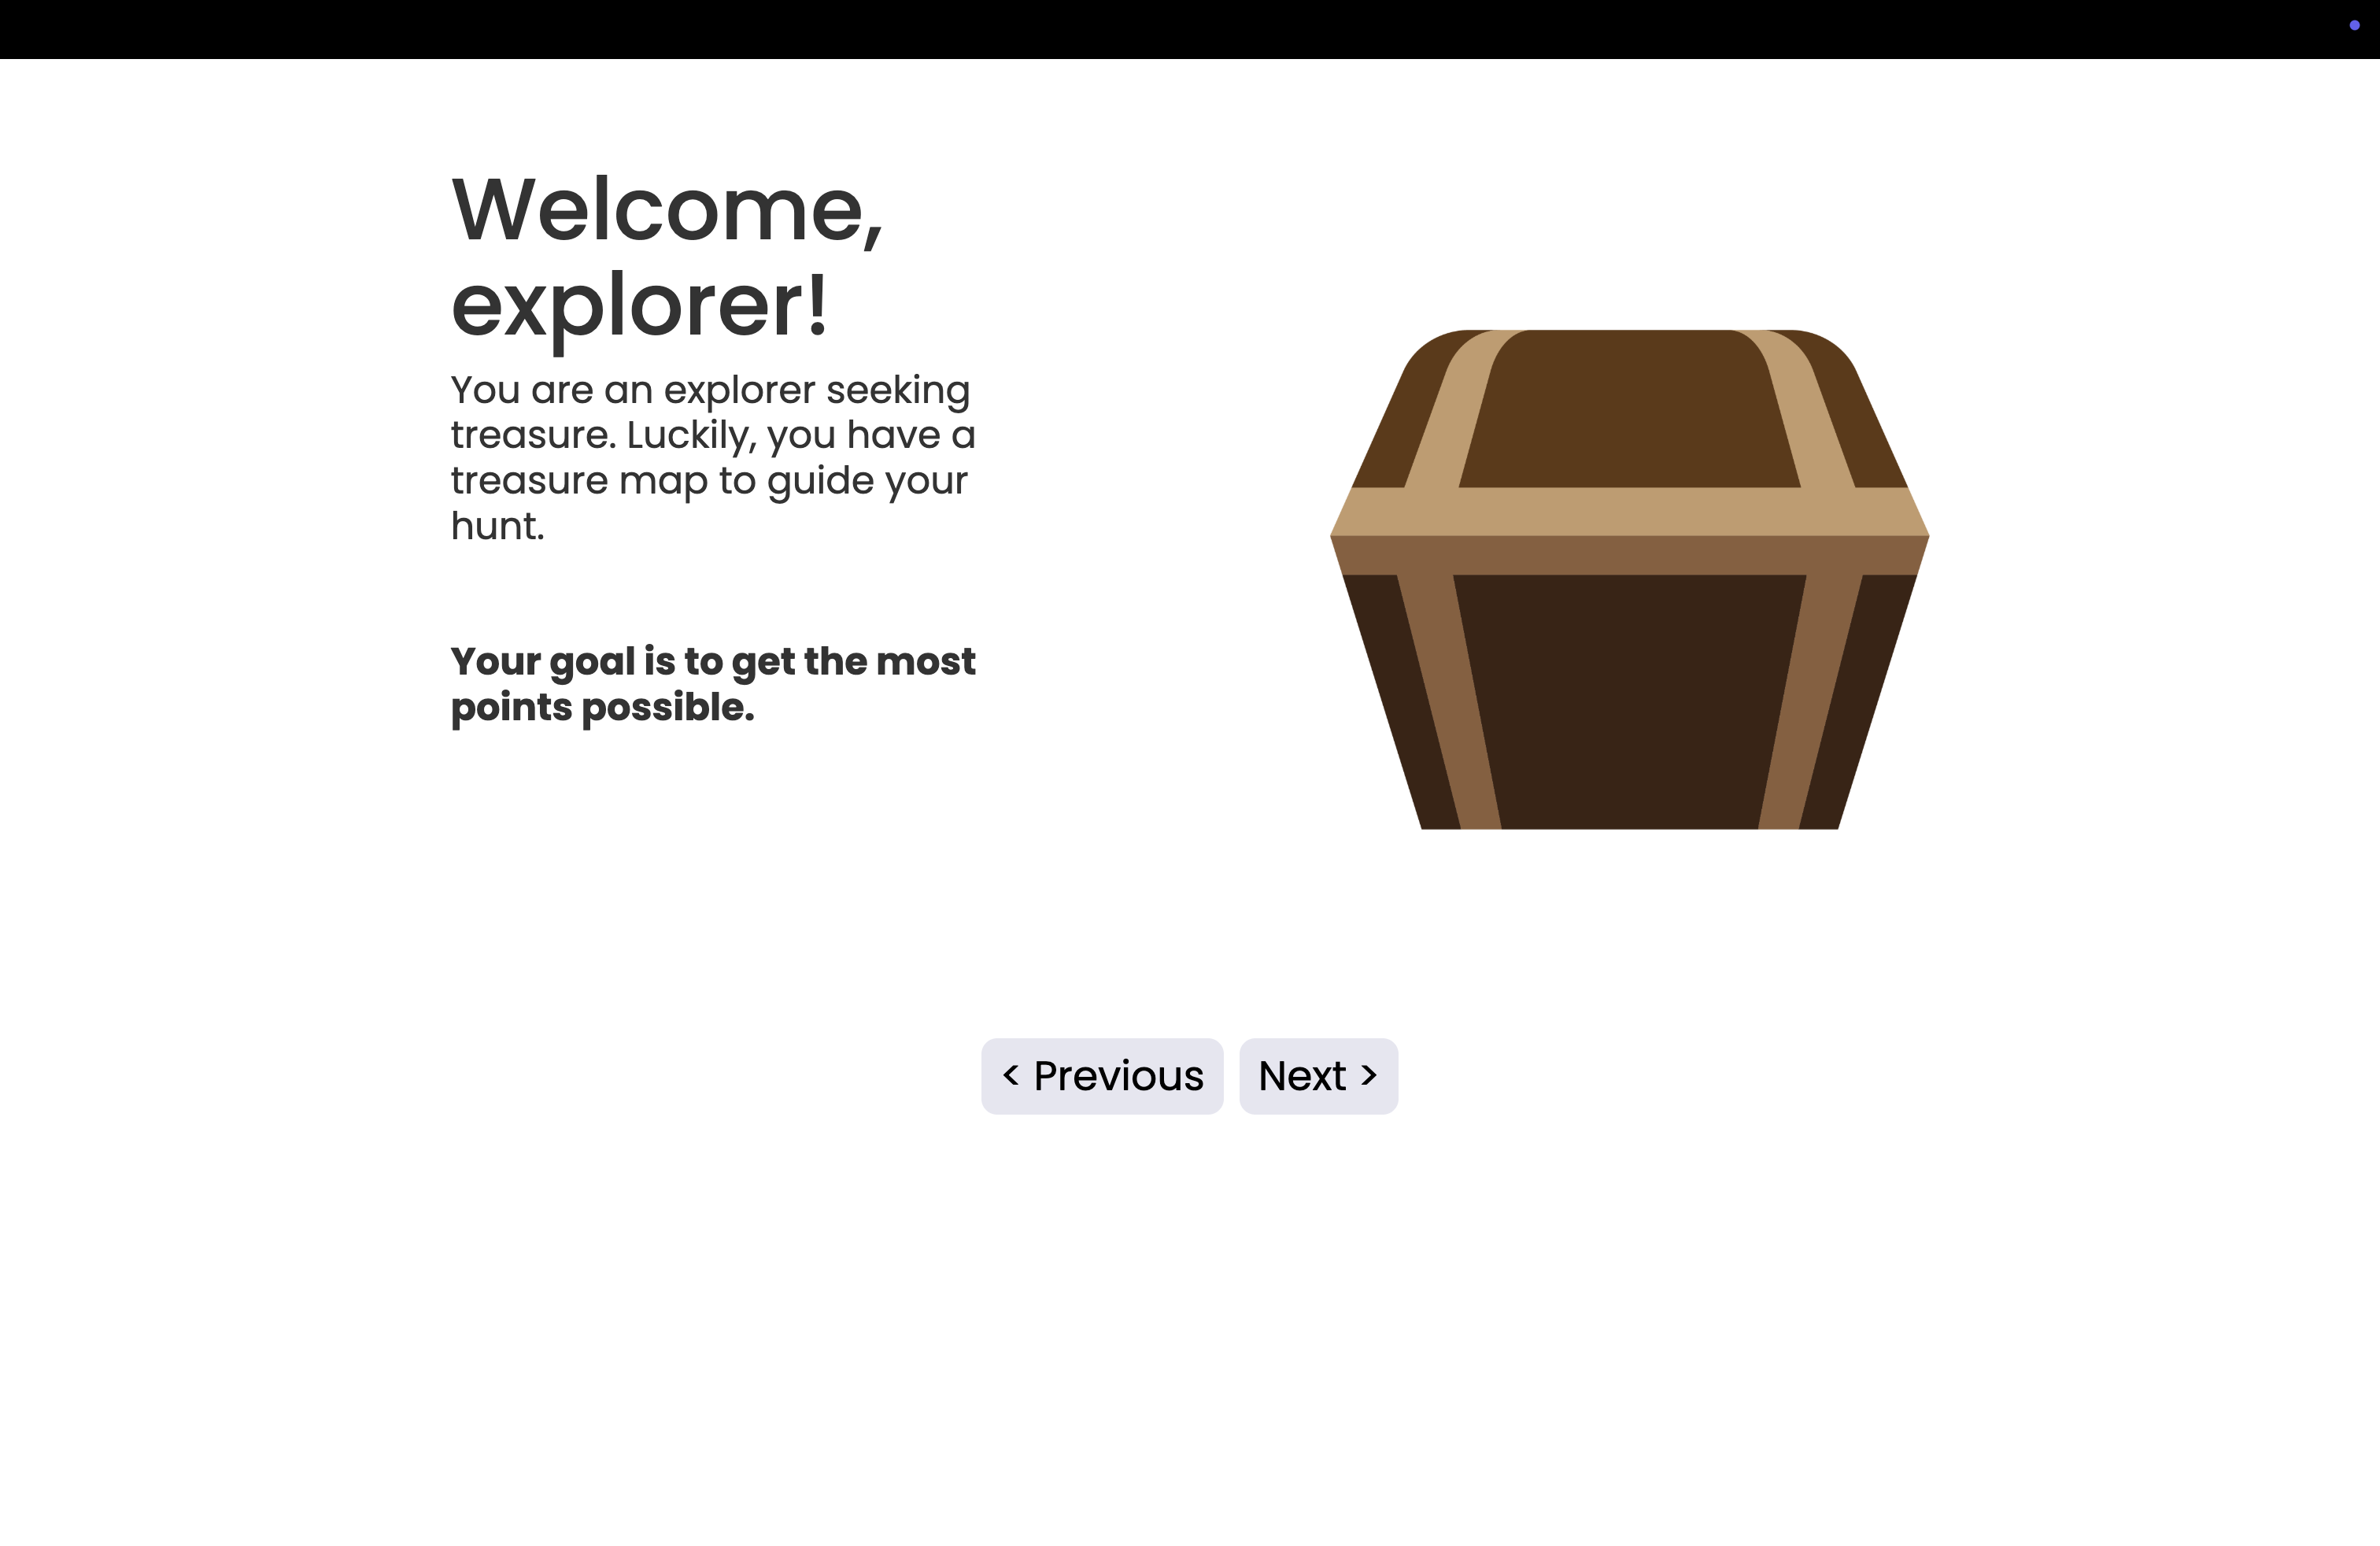 Welcome,
explorer!
You are an explorer seeking
treasure. Luckily, you have a
treasure map to guide your
hunt.
Your goal is to get the most
points possible.
< Previous
Next >